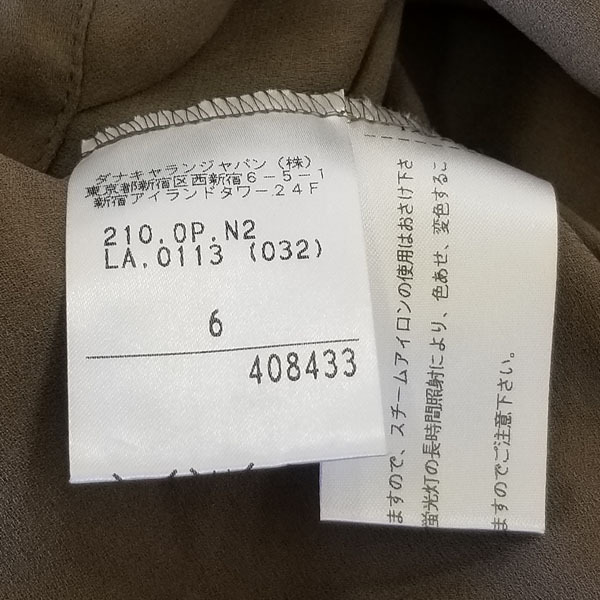 ダナキャランジャパン（株）
東京都新宿区西新宿6－5－1
新宿アイランドタワー24F
210.0P.N2
LA.0113 (032)
6
408433
ますので、スチームアイロンの使用はおさけ下さ
蛍光灯の長時間照射により、色あせ、変色するこ
ますのでご注意下さい。